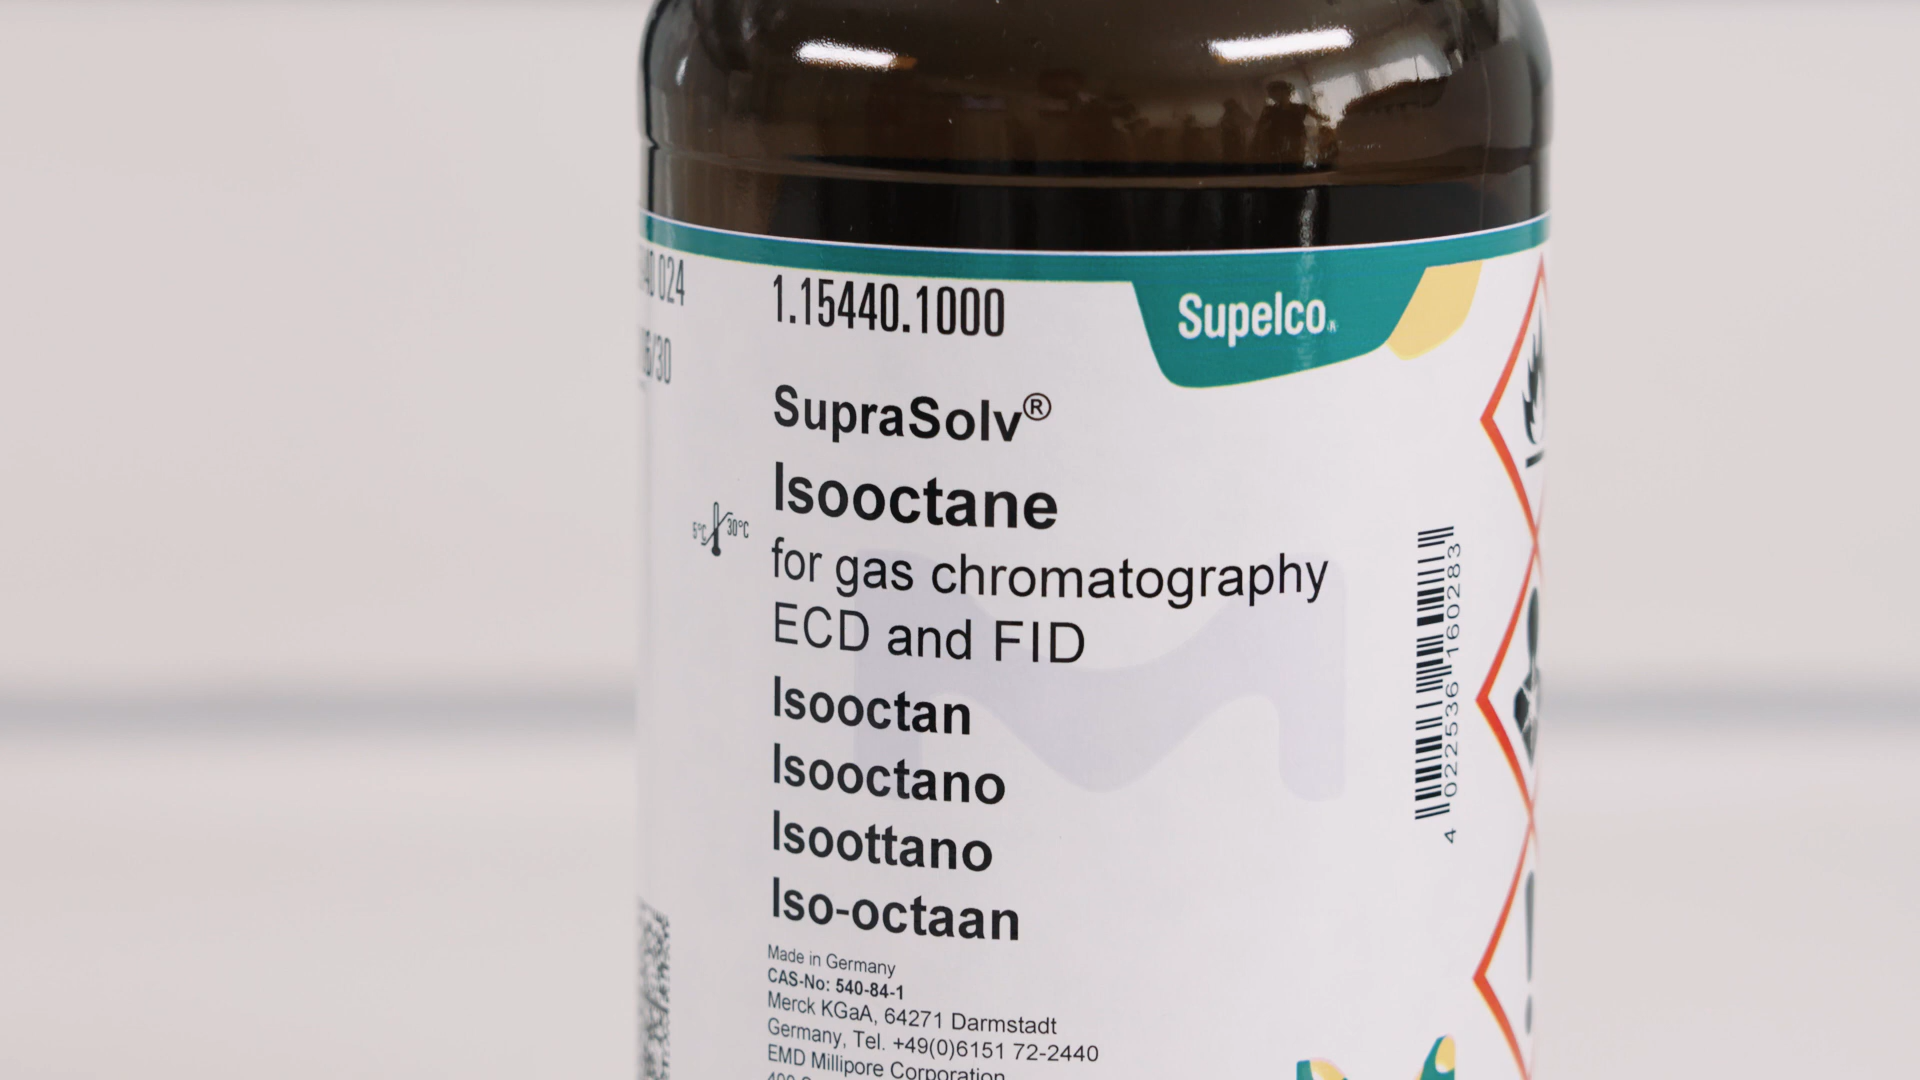 024
/30
1.15440.1000
Supelco
SupraSolv®
Isooctane
5°C 30°C
for gas chromatography
ECD and FID
Isooctan
Isooctano
Isoottano
Iso-octaan
Made in Germany
CAS-No: 540-84-1
Merck KGaA, 64271 Darmstadt
Germany, Tel. +49(0)6151 72-2440
EMD Millipore Corporation
4 022536 160283